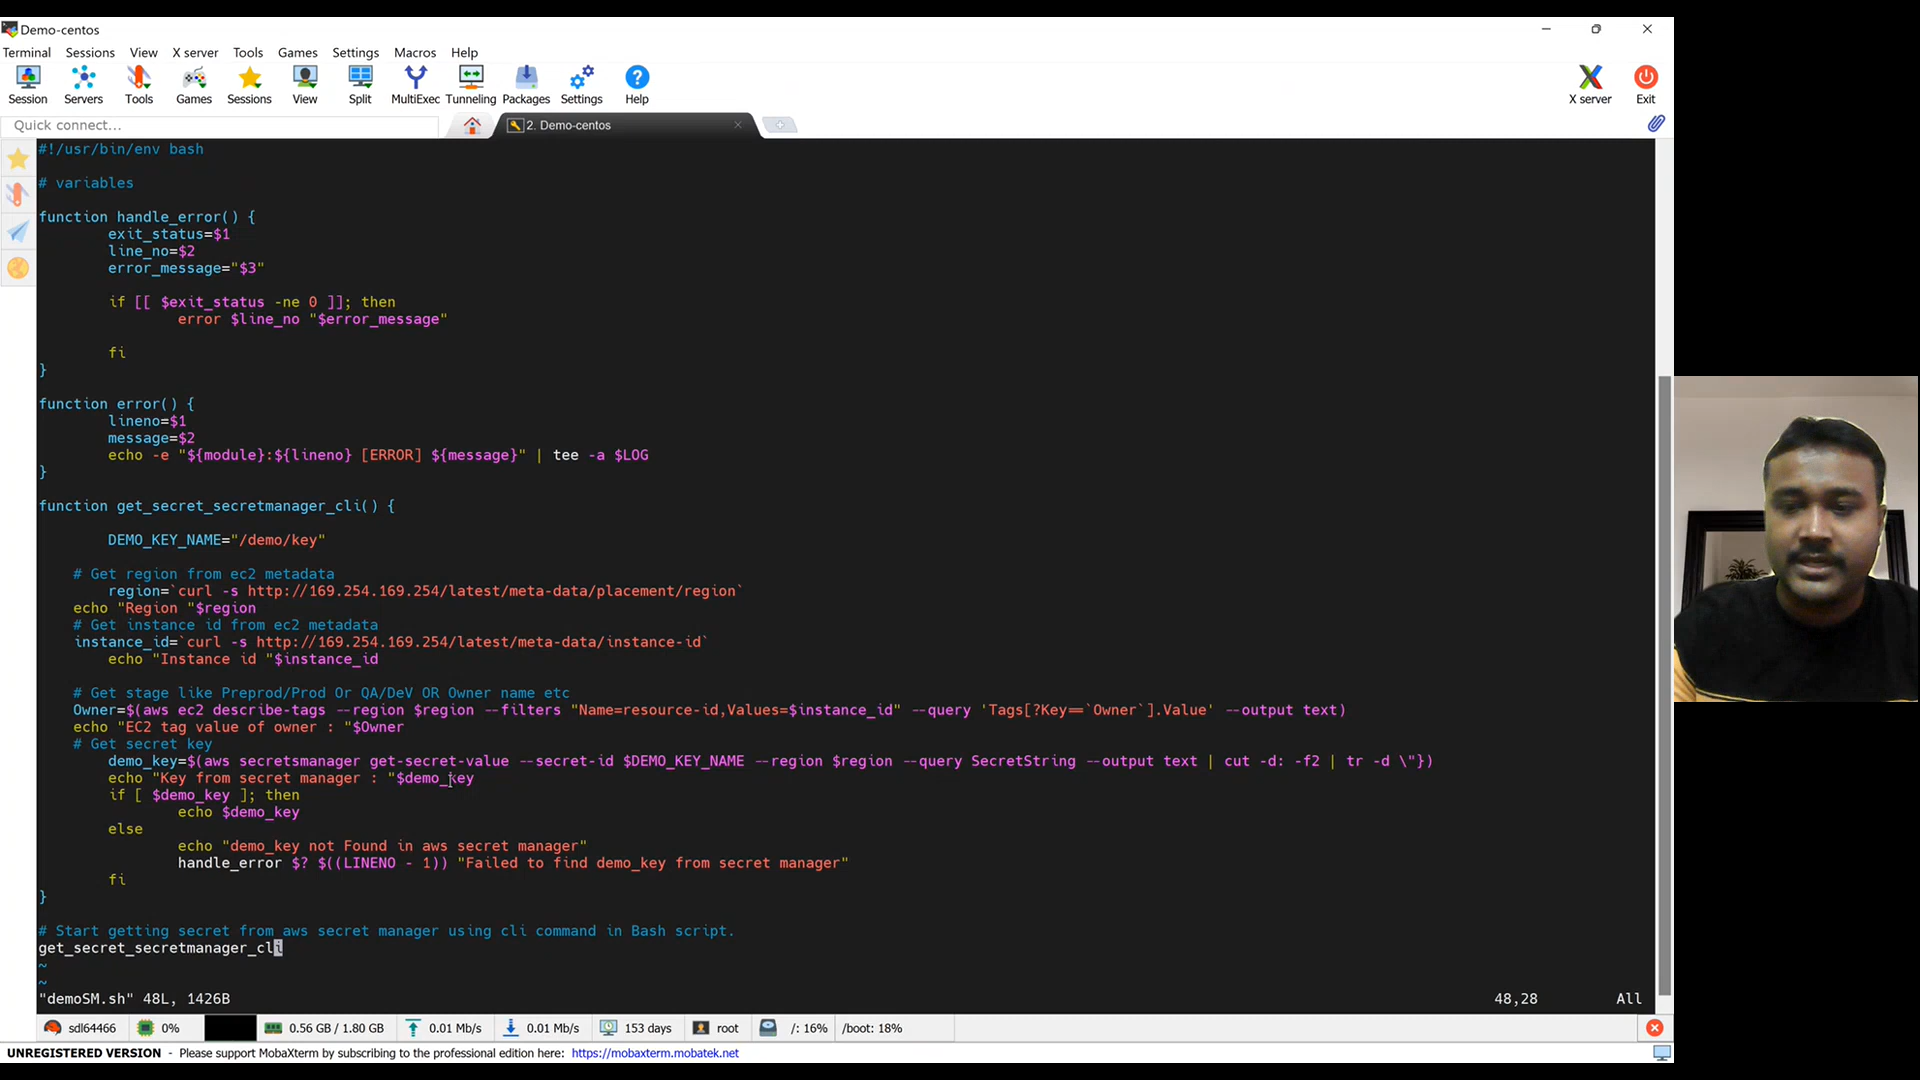 Demo-centos
Terminal Sessions View X server Tools Games Settings Macros Help
Session Servers Tools Games Sessions View Split MultiExec Tunneling Packages Settings Help X server Exit
Quick connect... 2. Demo-centos
#!/usr/bin/env bash
# variables
function handle_error() {
exit_status=$1
line_no=$2
error_message="$3"
if [[ $exit_status -ne 0 ]]; then
error $line_no "$error_message"
fi
}
function error() {
lineno=$1
message=$2
echo -e "${module}:${lineno} [ERROR] ${message}" | tee -a $LOG
}
function get_secret_secretmanager_cli() {
DEMO_KEY_NAME="/demo/key"
# Get region from ec2 metadata
region=`curl -s http://169.254.169.254/latest/meta-data/placement/region`
echo "Region "$region
# Get instance id from ec2 metadata
instance_id=`curl -s http://169.254.169.254/latest/meta-data/instance-id`
echo "Instance id "$instance_id
# Get stage like Preprod/Prod Or QA/DeV OR Owner name etc
Owner=$(aws ec2 describe-tags --region $region --filters "Name=resource-id,Values=$instance_id" --query 'Tags[?Key==`Owner`].Value' --output text)
echo "EC2 tag value of owner : "$Owner
# Get secret key
demo_key=$(aws secretsmanager get-secret-value --secret-id $DEMO_KEY_NAME --region $region --query SecretString --output text | cut -d: -f2 | tr -d \"})
echo "Key from secret manager : "$demo_key
if [ $demo_key ]; then
echo $demo_key
else
echo "demo_key not Found in aws secret manager"
handle_error $? $((LINENO - 1)) "Failed to find demo_key from secret manager"
fi
}
# Start getting secret from aws secret manager using cli command in Bash script.
get_secret_secretmanager_cli
~
~
"demoSM.sh" 48L, 1426B 48,28 All
sdl64466 0% 0.56 GB / 1.80 GB 0.01 Mb/s 0.01 Mb/s 153 days root /: 16% /boot: 18%
UNREGISTERED VERSION - Please support MobaXterm by subscribing to the professional edition here: https://mobaxterm.mobatek.net